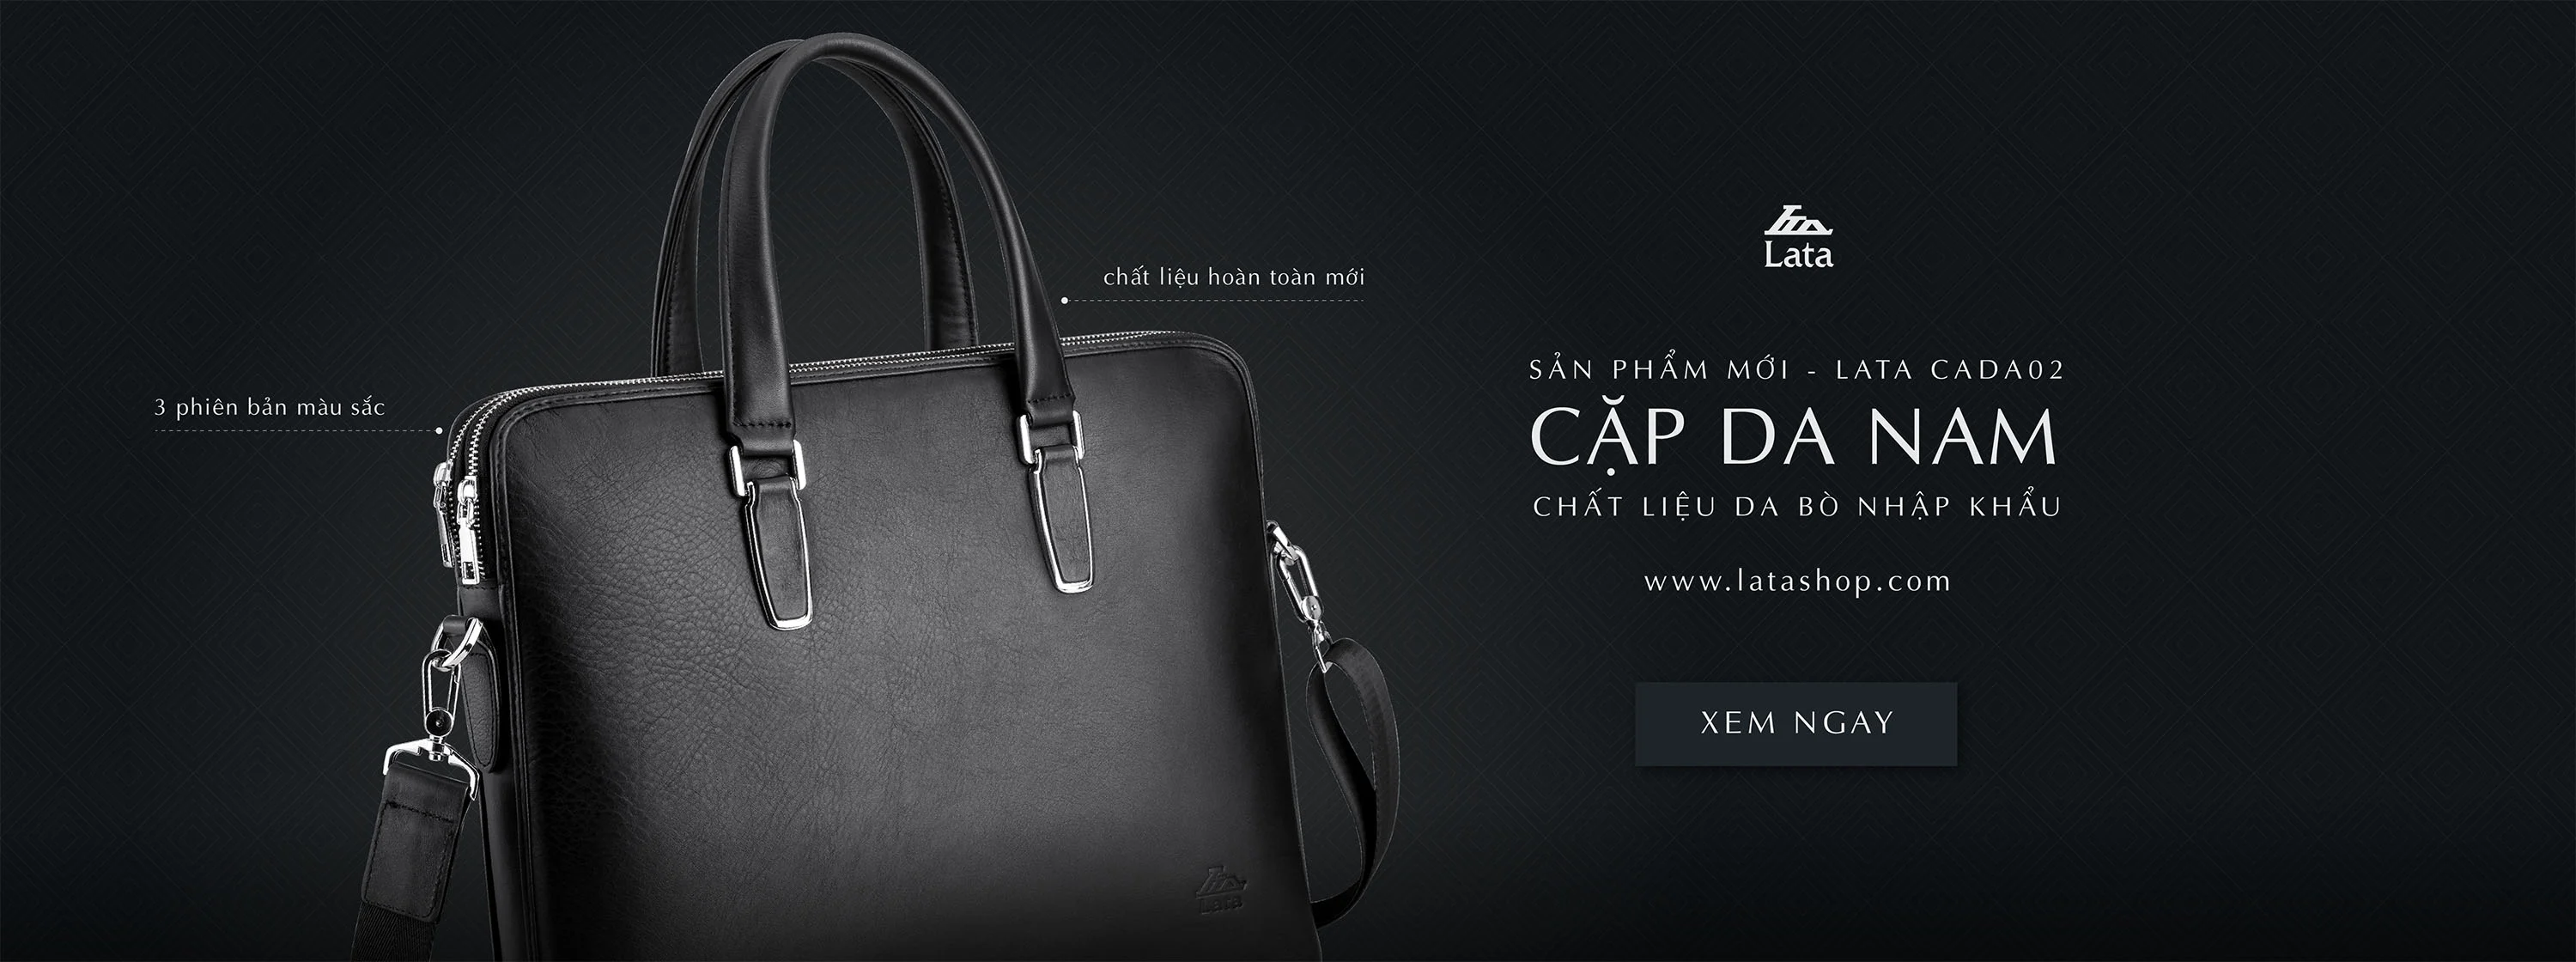 chất liệu hoàn toàn mới
3 phiên bản màu sắc
Lata
Lata
SẢN PHẨM MỚI - LATA CADA02
CẶP DA NAM
CHẤT LIỆU DA BÒ NHẬP KHẨU
www.latashop.com
XEM NGAY